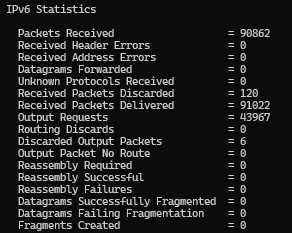 IPv6 Statistics
Packets Received = 90862
Received Header Errors = 0
Received Address Errors = 0
Datagrams Forwarded = 0
Unknown Protocols Received = 0
Received Packets Discarded = 120
Received Packets Delivered = 91022
Output Requests = 43967
Routing Discards = 0
Discarded Output Packets = 6
Output Packet No Route = 0
Reassembly Required = 0
Reassembly Successful = 0
Reassembly Failures = 0
Datagrams Successfully Fragmented = 0
Datagrams Failing Fragmentation = 0
Fragments Created = 0